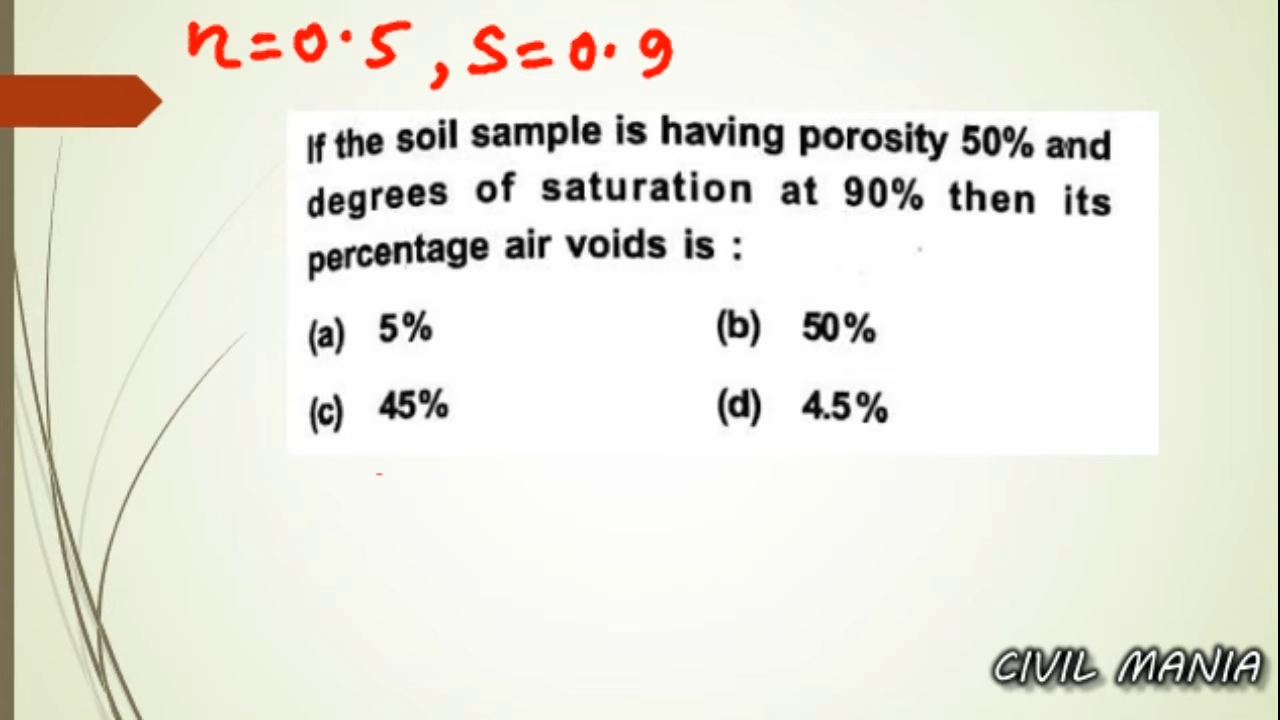 n=0.5, S=0.9
If the soil sample is having porosity 50% and
degrees of saturation at 90% then its
percentage air voids is :
(a) 5% (b) 50%
(c) 45% (d) 4.5%
CIVIL MANIA